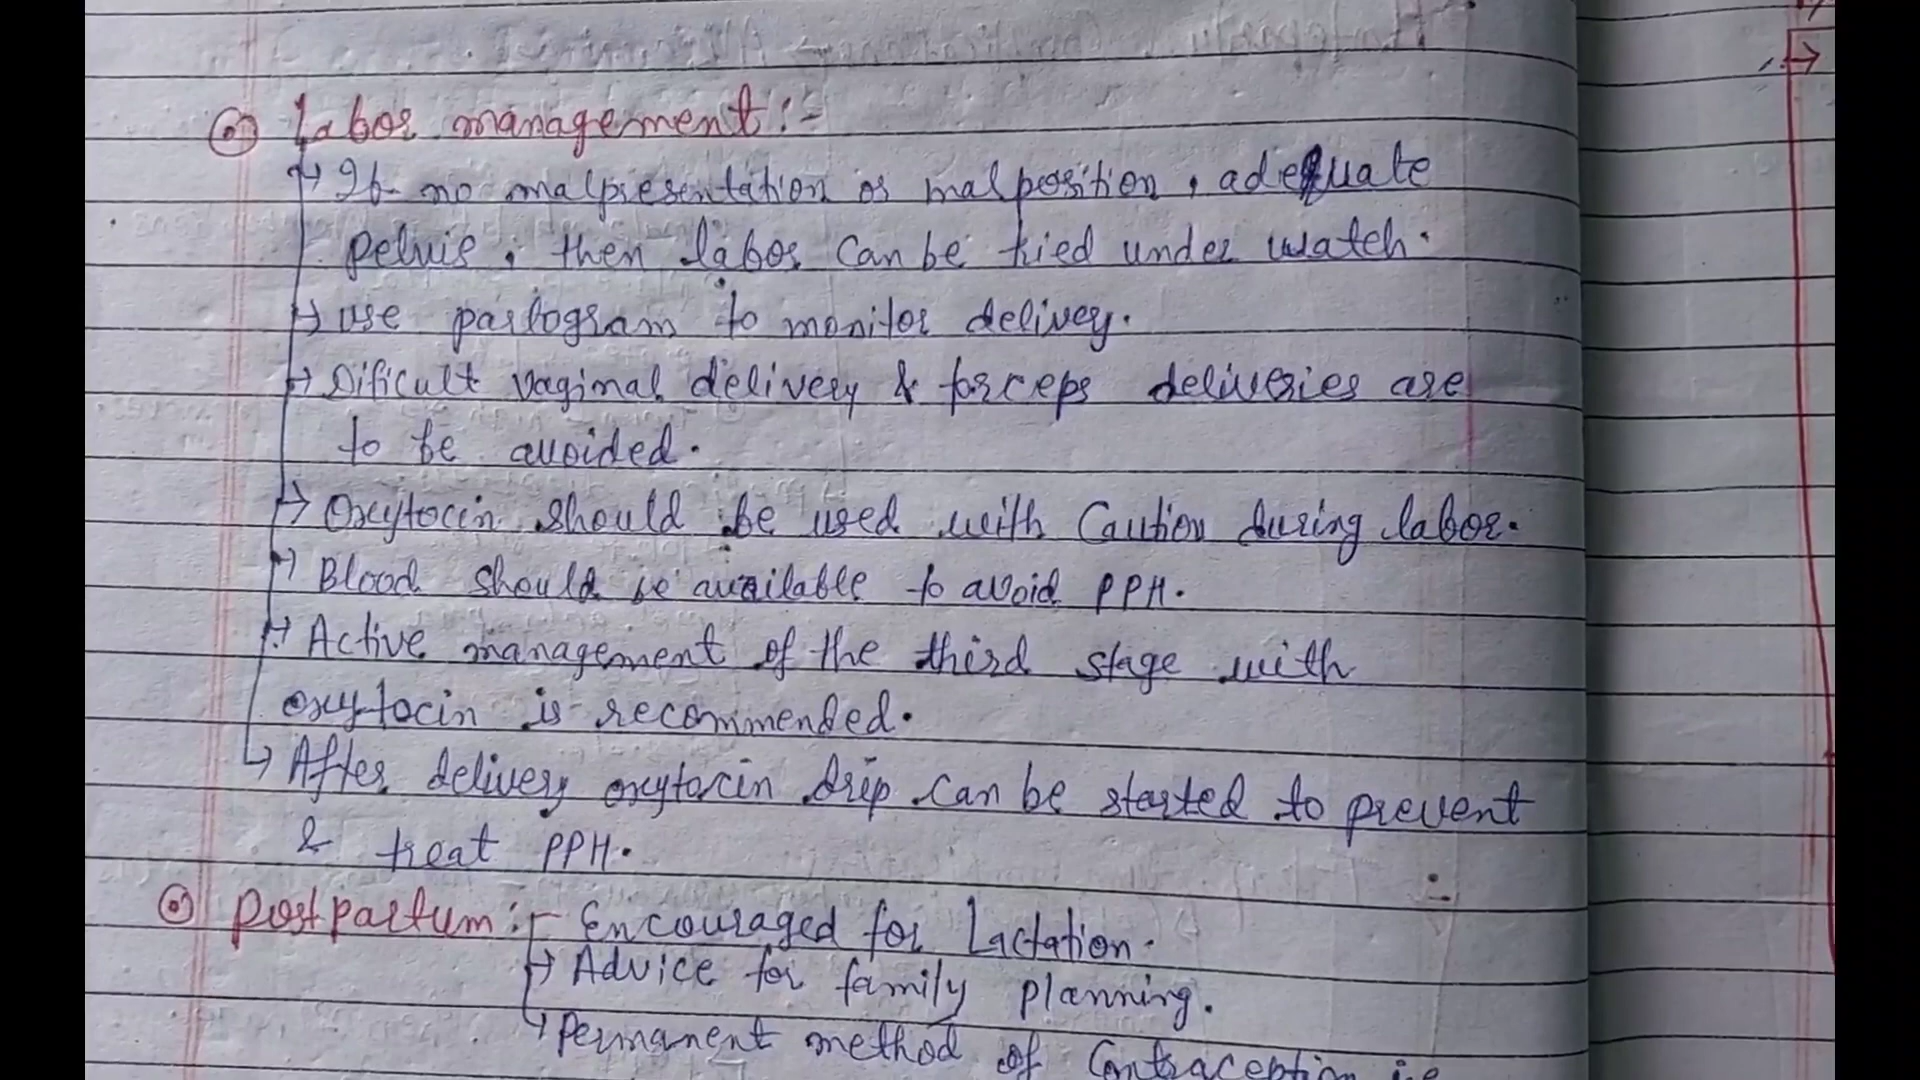 Labor management :-
→ If no malpresentation or malposition, adequate
pelvis, then labor can be tried under watch.
→ use partogram to monitor delivery.
→ Dificult vaginal delivery & forceps deliveries are
to be avoided.
→ Oxytocin should be used with Caution during labor.
→ Blood should be available to avoid PPH.
→ Active management of the third stage with
oxytocin is recommended.
↳ After delivery oxytocin drip can be started to prevent
& treat PPH.
Postpartum :- Encouraged for Lactation.
→ Advice for family planning.
↳ Permanent method of Contraception is